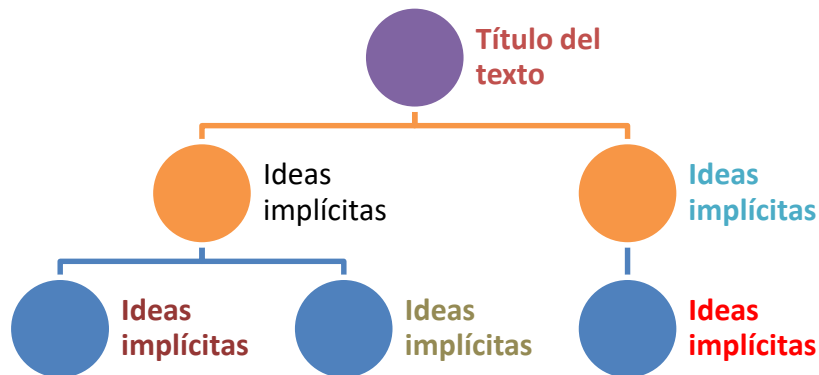 Título del
texto
Ideas
implícitas
Ideas
implícitas
Ideas
implícitas
Ideas
implícitas
Ideas
implícitas